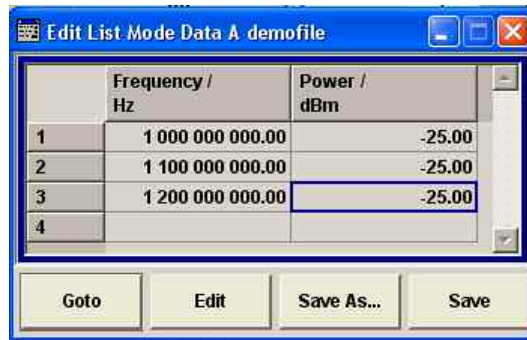 Edit List Mode Data A demofile
Frequency / Hz Power / dBm
1 1 000 000 000.00 -25.00
2 1 100 000 000.00 -25.00
3 1 200 000 000.00 -25.00
4
Goto Edit Save As... Save